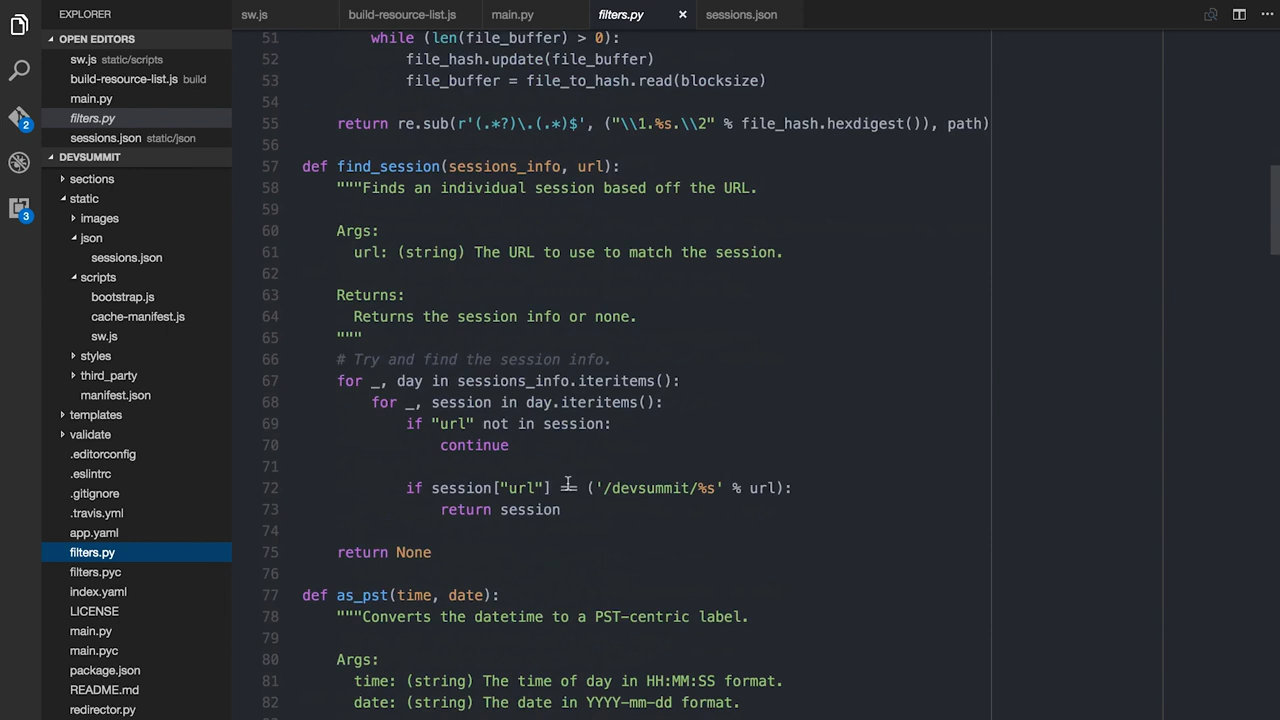 EXPLORER
sw.js build-resource-list.js main.py filters.py × sessions.json ...
OPEN EDITORS
sw.js static/scripts
build-resource-list.js build
main.py
filters.py
sessions.json static/json
DEVSUMMIT
sections
static
images
json
sessions.json
scripts
bootstrap.js
cache-manifest.js
sw.js
styles
third_party
manifest.json
templates
validate
.editorconfig
.eslintrc
.gitignore
.travis.yml
app.yaml
filters.py
filters.pyc
index.yaml
LICENSE
main.py
main.pyc
package.json
README.md
redirector.py
2
3
51 while (len(file_buffer) > 0):
52 file_hash.update(file_buffer)
53 file_buffer = file_to_hash.read(blocksize)
54
55 return re.sub(r'(.*?)\.(.*)$', ("\\1.%s.\\2" % file_hash.hexdigest()), path)
56
57 def find_session(sessions_info, url):
58 """Finds an individual session based off the URL.
59
60 Args:
61 url: (string) The URL to use to match the session.
62
63 Returns:
64 Returns the session info or none.
65 """
66 # Try and find the session info.
67 for _, day in sessions_info.iteritems():
68 for _, session in day.iteritems():
69 if "url" not in session:
70 continue
71
72 if session["url"] == ('/devsummit/%s' % url):
73 return session
74
75 return None
76
77 def as_pst(time, date):
78 """Converts the datetime to a PST-centric label.
79
80 Args:
81 time: (string) The time of day in HH:MM:SS format.
82 date: (string) The date in YYYY-mm-dd format.